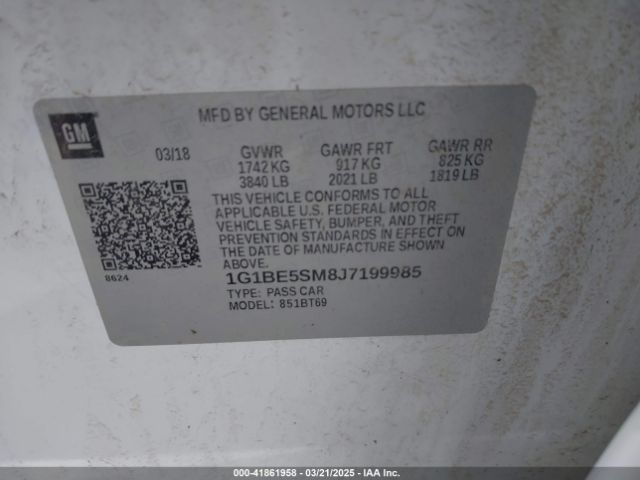 GM
MFD BY GENERAL MOTORS LLC
03/18 GVWR GAWR FRT GAWR RR
1742 KG 917 KG 825 KG
3840 LB 2021 LB 1819 LB
THIS VEHICLE CONFORMS TO ALL
APPLICABLE U.S. FEDERAL MOTOR
VEHICLE SAFETY, BUMPER, AND THEFT
PREVENTION STANDARDS IN EFFECT ON
THE DATE OF MANUFACTURE SHOWN
ABOVE.
8624
1G1BE5SM8J7199985
TYPE: PASS CAR
MODEL: 851BT69
000-41861958 - 03/21/2025 - IAA Inc.